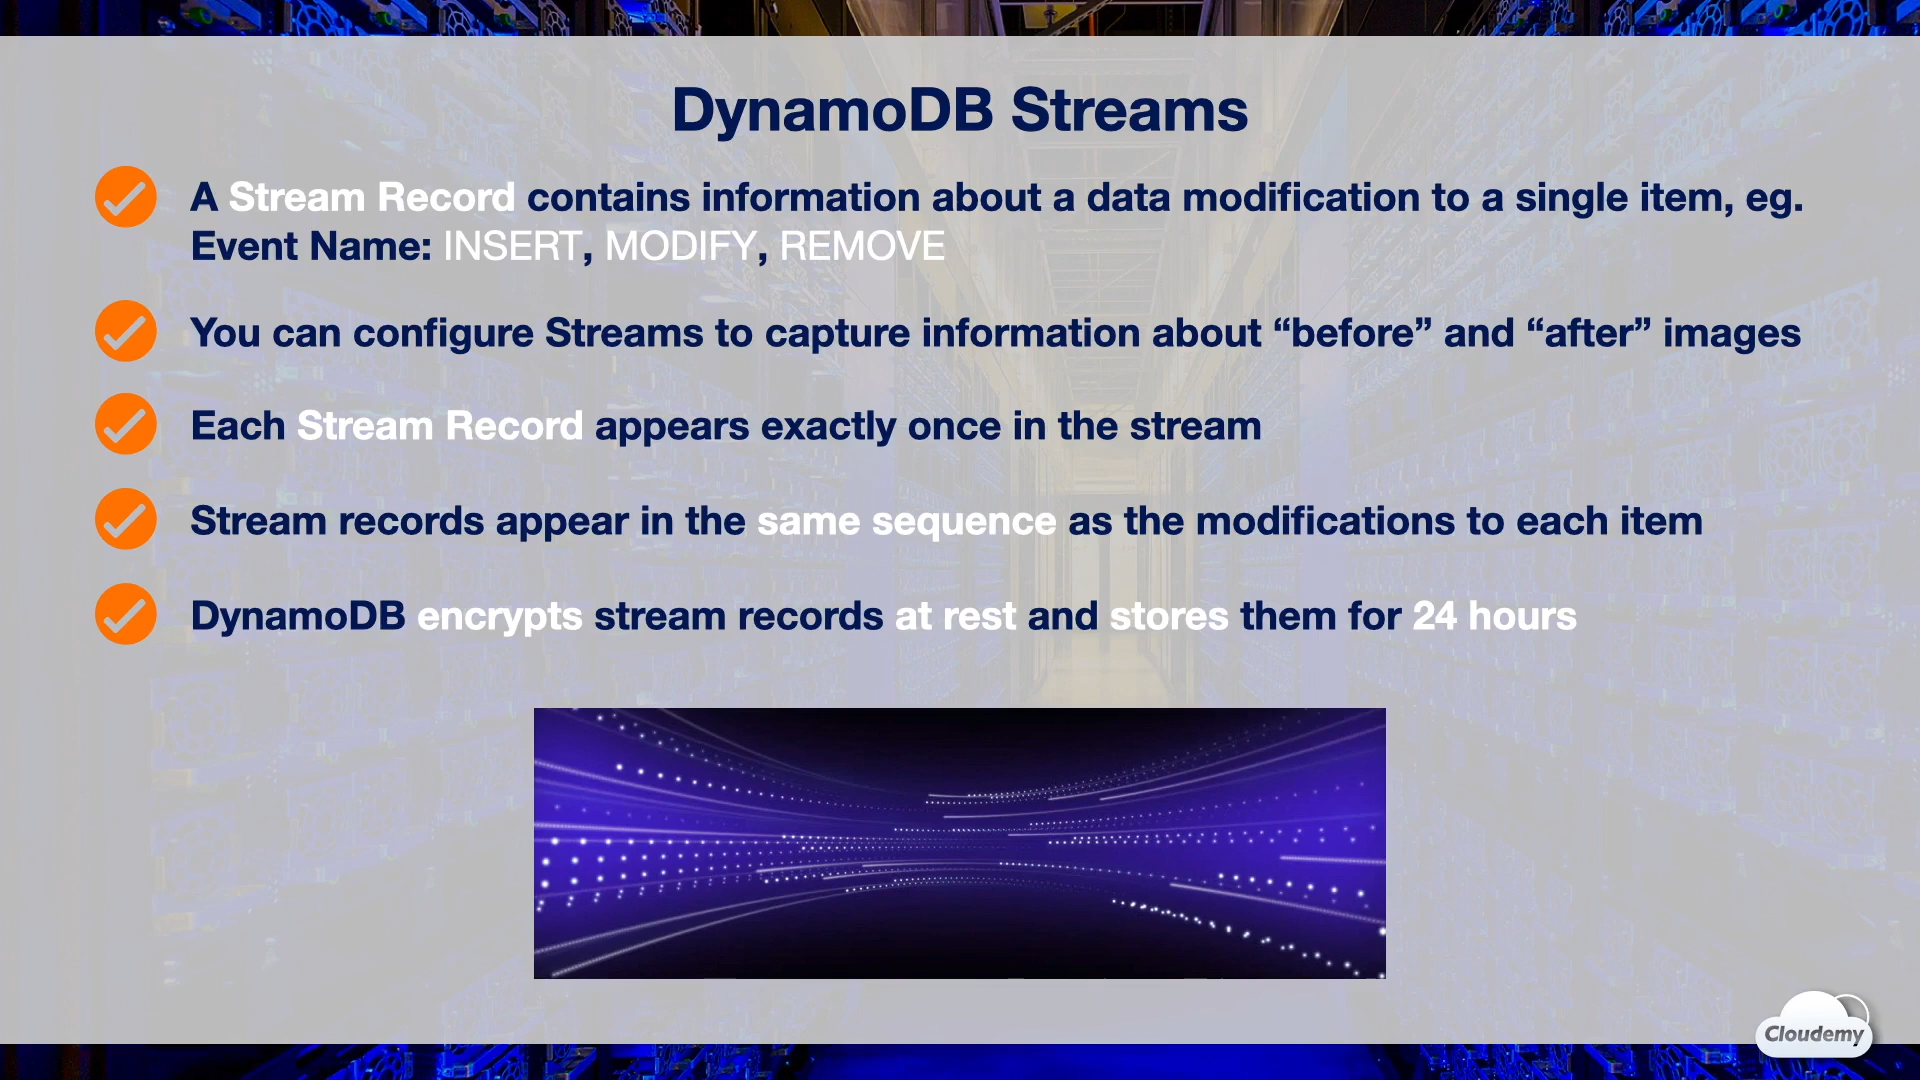 DynamoDB Streams
A Stream Record contains information about a data modification to a single item, eg.
Event Name: INSERT, MODIFY, REMOVE
You can configure Streams to capture information about “before” and “after” images
Each Stream Record appears exactly once in the stream
Stream records appear in the same sequence as the modifications to each item
DynamoDB encrypts stream records at rest and stores them for 24 hours
Cloudemy